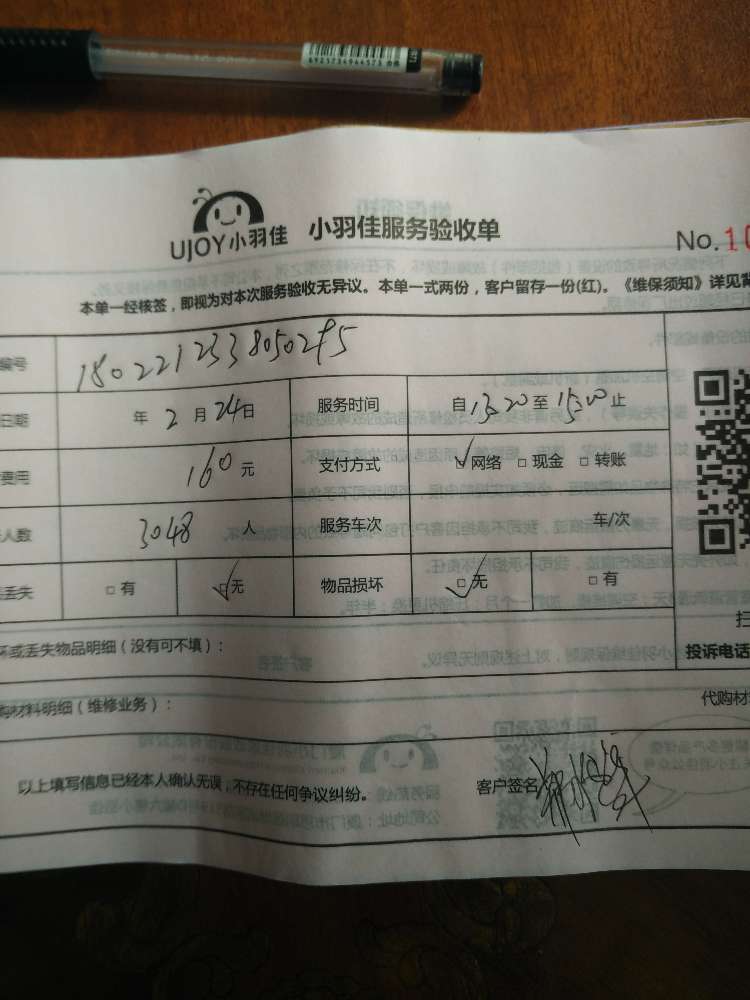 6925734944573
UJOY小羽佳 小羽佳服务验收单
No.10
本单一经核签，即视为对本次服务验收无异议。本单一式两份，客户留存一份(红)。《维保须知》详见背
编号 1802212338050295
日期 年 2 月 24 日 服务时间 自 13:20 至 15:00 止
费用 160 元 支付方式 网络 现金 转账
人数 3048 人 服务车次 车/次
丢失 有 无 物品损坏 无 有
坏或丢失物品明细（没有可不填）：
扫
投诉电话
购材料明细（维修业务）：
代购材
以上填写信息已经本人确认无误，不存在任何争议纠纷。 客户签名